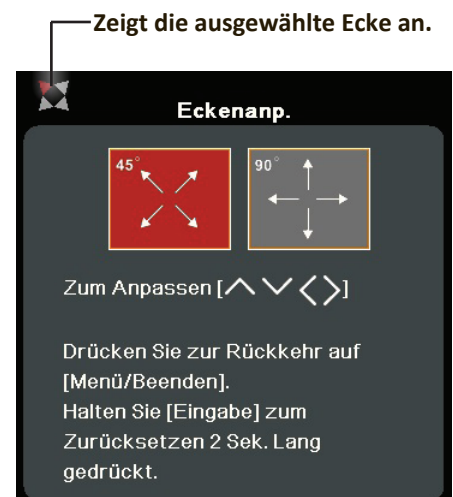 Zeigt die ausgewählte Ecke an.
Eckenanp.
45° 90°
Zum Anpassen [∧∨<>]
Drücken Sie zur Rückkehr auf
[Menü/Beenden].
Halten Sie [Eingabe] zum
Zurücksetzen 2 Sek. Lang
gedrückt.